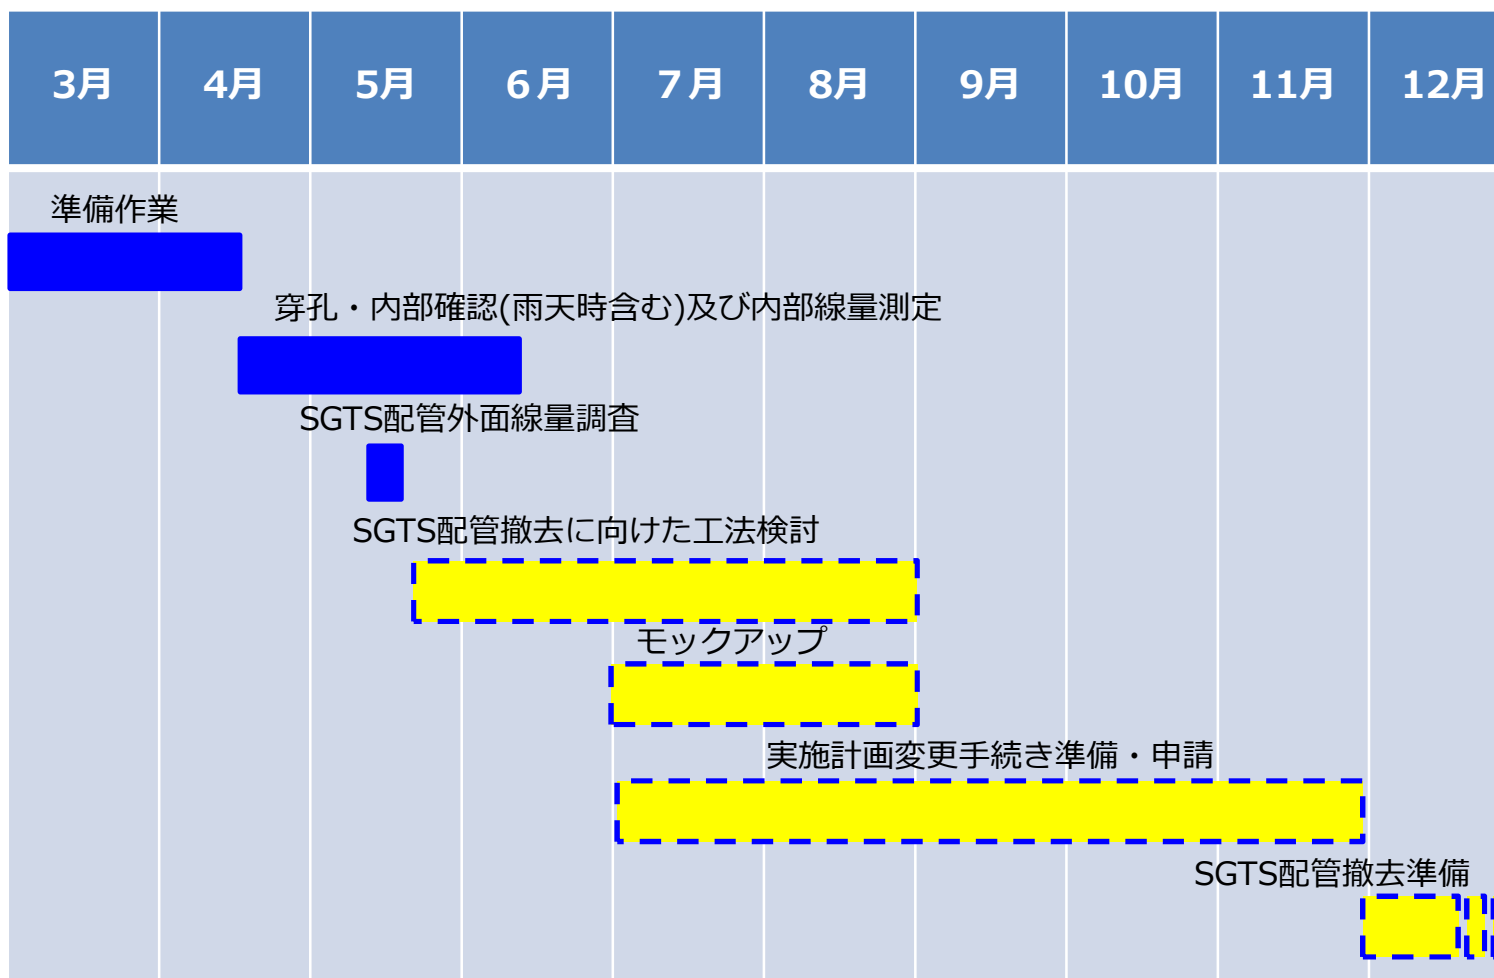 3月 4月 5月 6月 7月 8月 9月 10月 11月 12月
準備作業
穿孔・内部確認(雨天時含む)及び内部線量測定
SGTS配管外面線量調査
SGTS配管撤去に向けた工法検討
モックアップ
実施計画変更手続き準備・申請
SGTS配管撤去準備